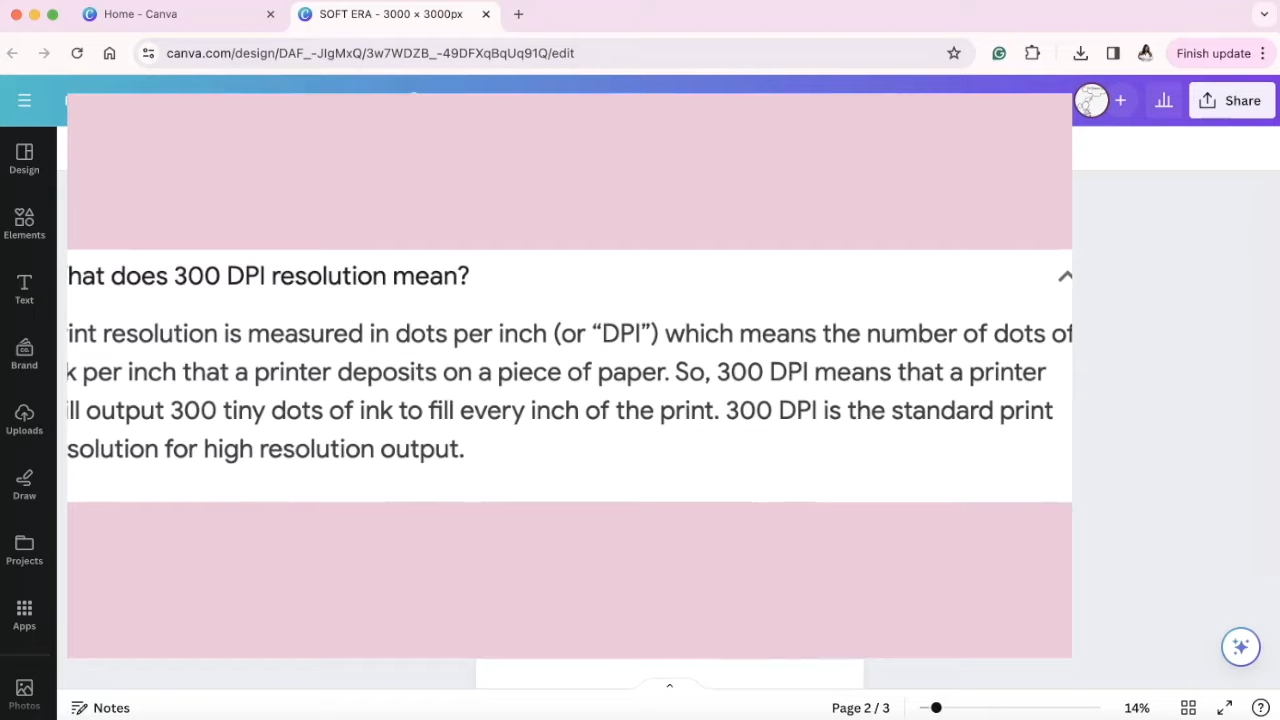 Home - Canva
SOFT ERA - 3000 × 3000px
canva.com/design/DAF_-JIgMxQ/3w7WDZB_-49DFXqBqUq91Q/edit
Finish update
Share
Design
Elements
Text
Brand
Uploads
Draw
Projects
Apps
Photos
hat does 300 DPI resolution mean?
int resolution is measured in dots per inch (or “DPI”) which means the number of dots of
k per inch that a printer deposits on a piece of paper. So, 300 DPI means that a printer
ill output 300 tiny dots of ink to fill every inch of the print. 300 DPI is the standard print
solution for high resolution output.
Notes
Page 2 / 3
14%